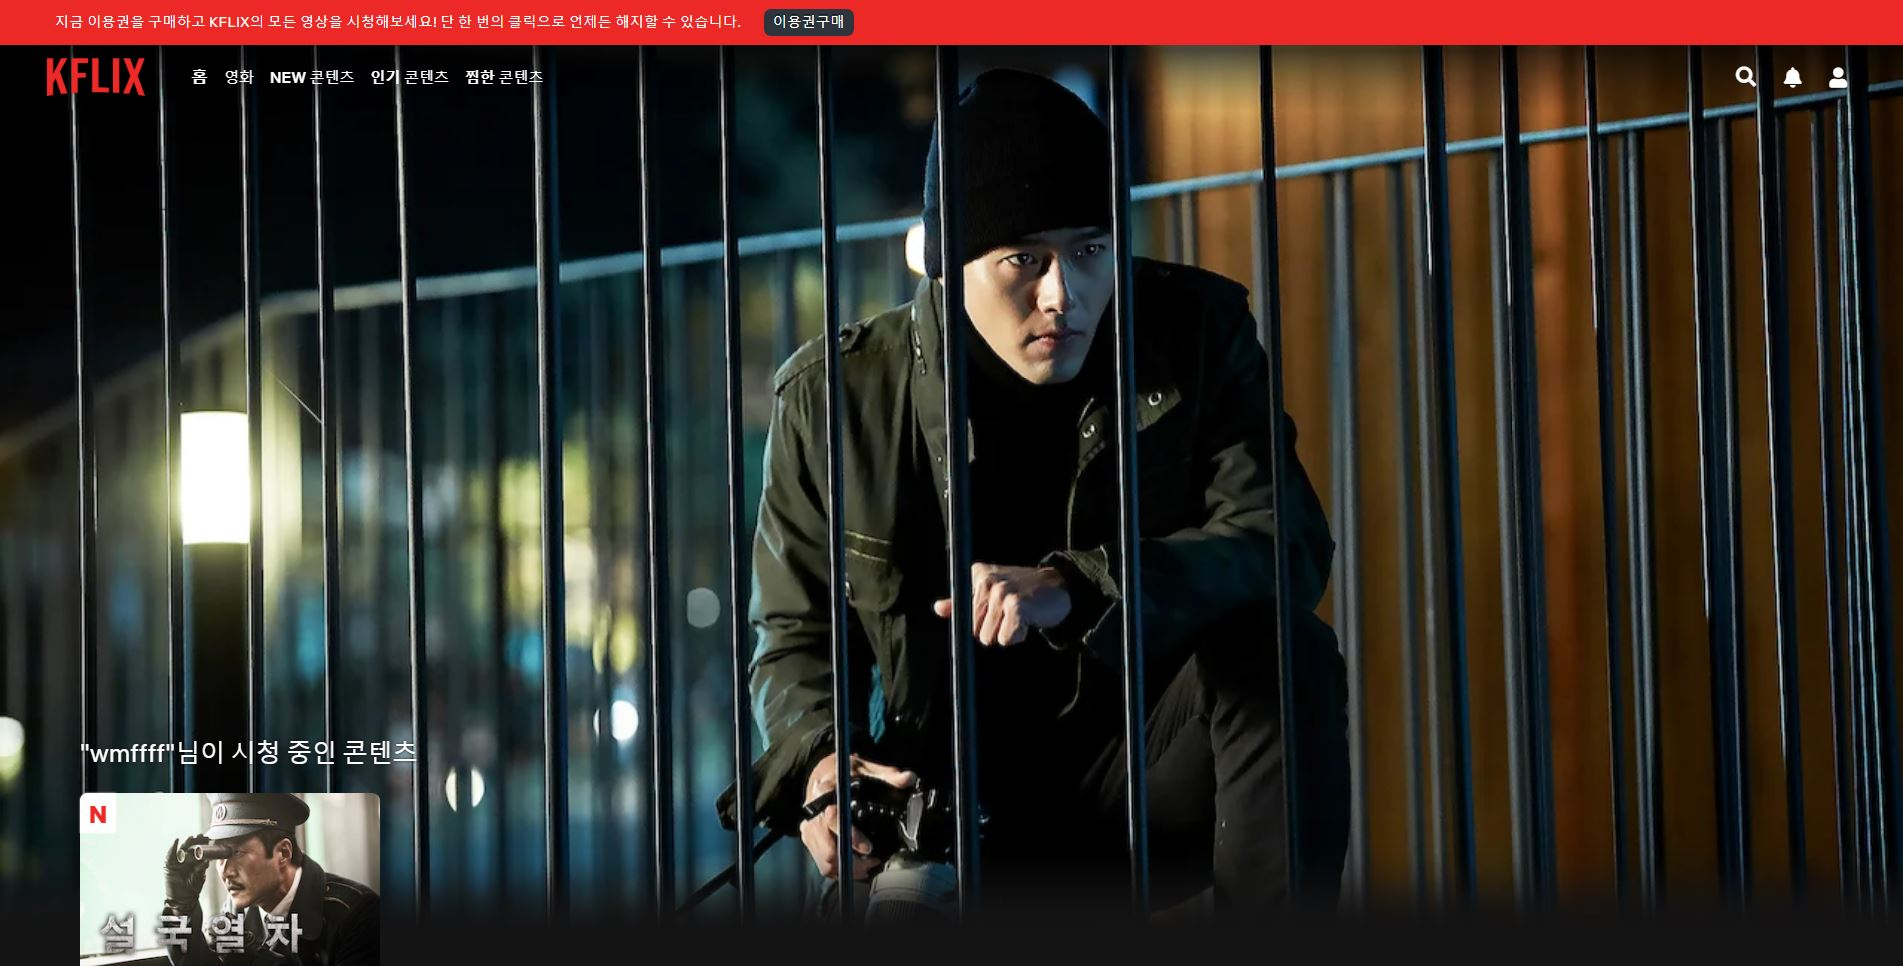 지금 이용권을 구매하고 KFLIX의 모든 영상을 시청해보세요! 단 한 번의 클릭으로 언제든 해지할 수 있습니다. 이용권구매
KFLIX 홈 영화 NEW 콘텐츠 인기 콘텐츠 찜한 콘텐츠
"wmffff"님이 시청 중인 콘텐츠
N
설국열차